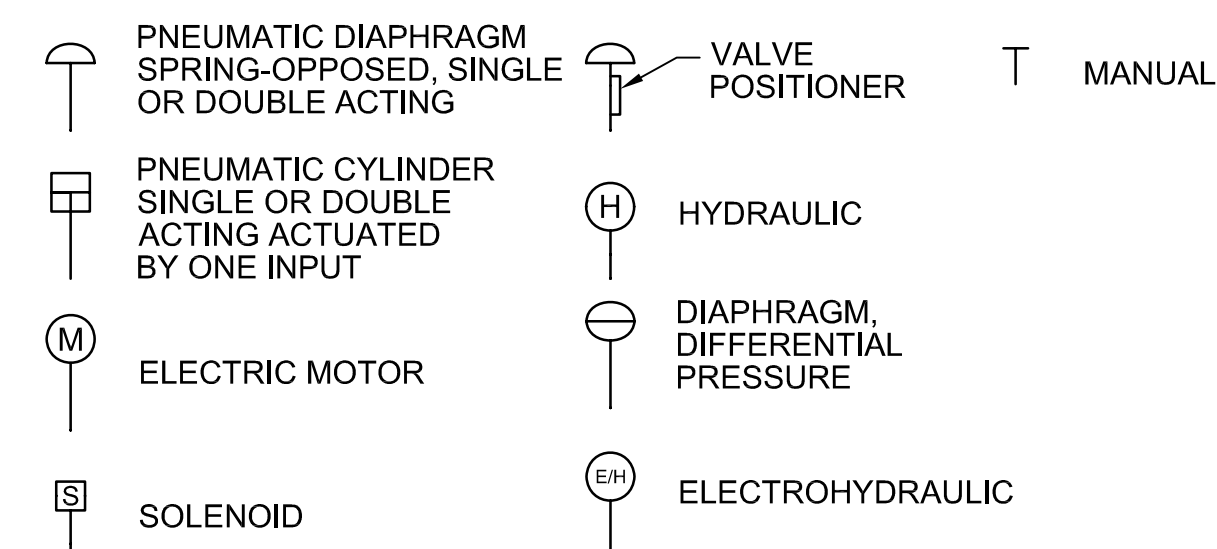 PNEUMATIC DIAPHRAGM
SPRING-OPPOSED, SINGLE
OR DOUBLE ACTING
VALVE
POSITIONER
MANUAL
PNEUMATIC CYLINDER
SINGLE OR DOUBLE
ACTING ACTUATED
BY ONE INPUT
H
HYDRAULIC
M
ELECTRIC MOTOR
DIAPHRAGM,
DIFFERENTIAL
PRESSURE
S
SOLENOID
E/H
ELECTROHYDRAULIC